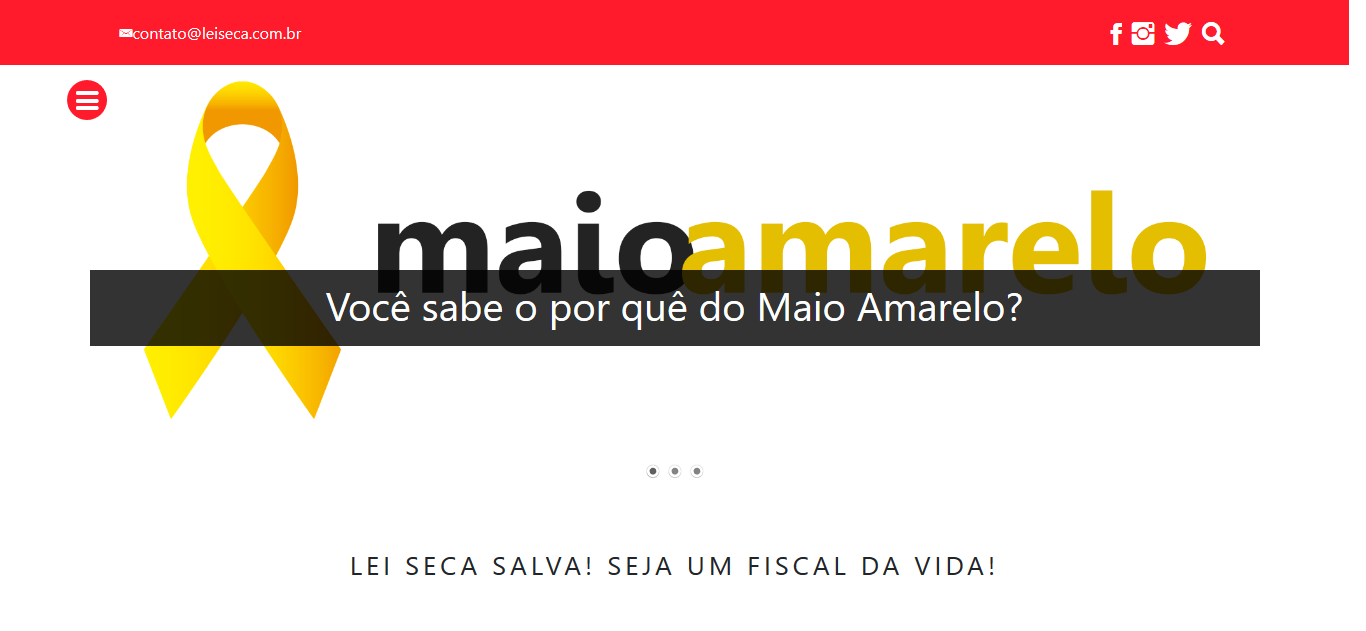 contato@leiseca.com.br
maioamarelo
Você sabe o por quê do Maio Amarelo?
LEI SECA SALVA! SEJA UM FISCAL DA VIDA!